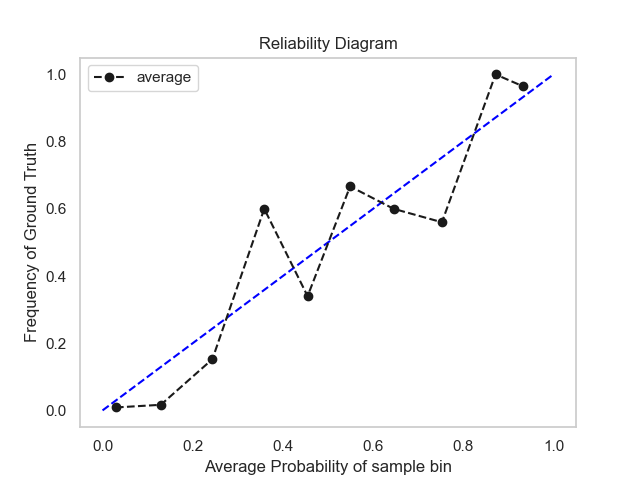 Reliability Diagram
average
Frequency of Ground Truth
1.0
0.8
0.6
0.4
0.2
0.0
0.0 0.2 0.4 0.6 0.8 1.0
Average Probability of sample bin